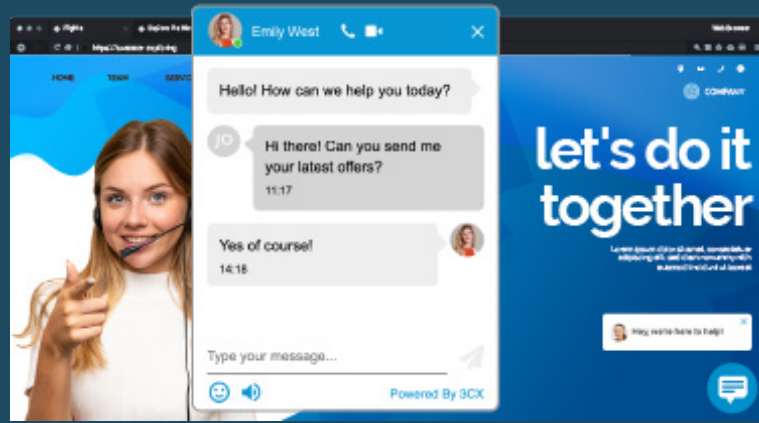 Web Browser
HOME TEAM
COMPANY
Emily West
Hello! How can we help you today?
JO
Hi there! Can you send me
your latest offers?
11:17
Yes of course!
14:18
Type your message...
Powered By 3CX
let's do it
together
Hey, we're here to help!